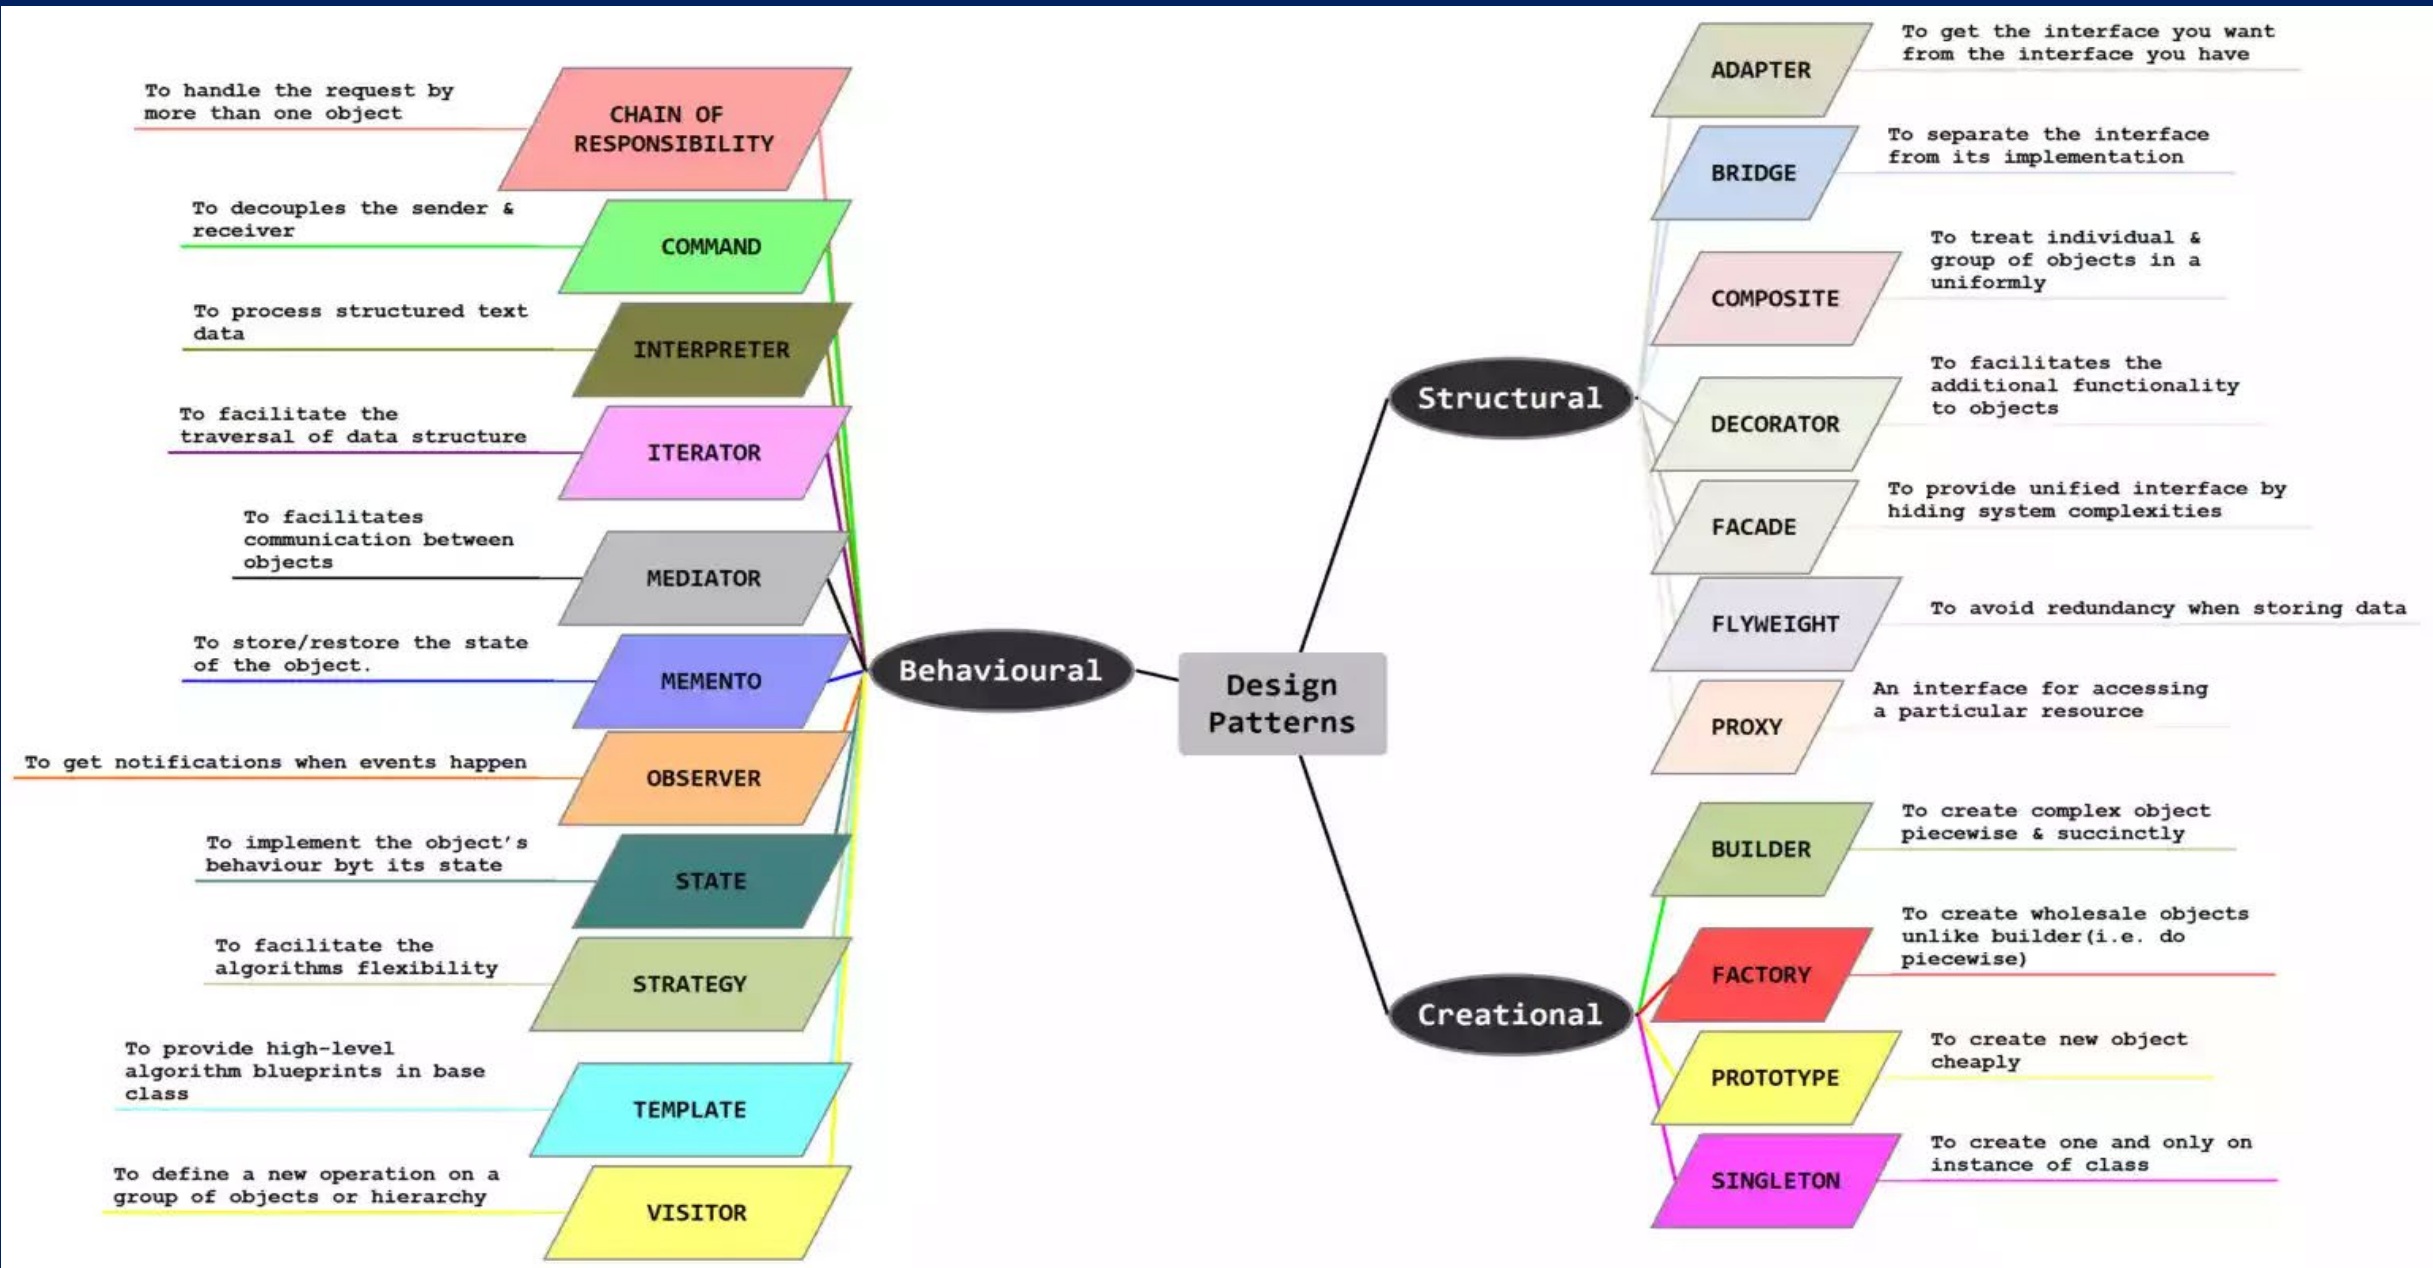 To handle the request by
more than one object
CHAIN OF
RESPONSIBILITY
To decouples the sender &
receiver
COMMAND
To process structured text
data
INTERPRETER
To facilitate the
traversal of data structure
ITERATOR
To facilitates
communication between
objects
MEDIATOR
To store/restore the state
of the object.
MEMENTO
To get notifications when events happen
OBSERVER
To implement the object's
behaviour byt its state
STATE
To facilitate the
algorithms flexibility
STRATEGY
To provide high-level
algorithm blueprints in base
class
TEMPLATE
To define a new operation on a
group of objects or hierarchy
VISITOR
Behavioural
Design
Patterns
Structural
ADAPTER
To get the interface you want
from the interface you have
BRIDGE
To separate the interface
from its implementation
COMPOSITE
To treat individual &
group of objects in a
uniformly
DECORATOR
To facilitates the
additional functionality
to objects
FACADE
To provide unified interface by
hiding system complexities
FLYWEIGHT
To avoid redundancy when storing data
PROXY
An interface for accessing
a particular resource
Creational
BUILDER
To create complex object
piecewise & succinctly
FACTORY
To create wholesale objects
unlike builder(i.e. do
piecewise)
PROTOTYPE
To create new object
cheaply
SINGLETON
To create one and only on
instance of class